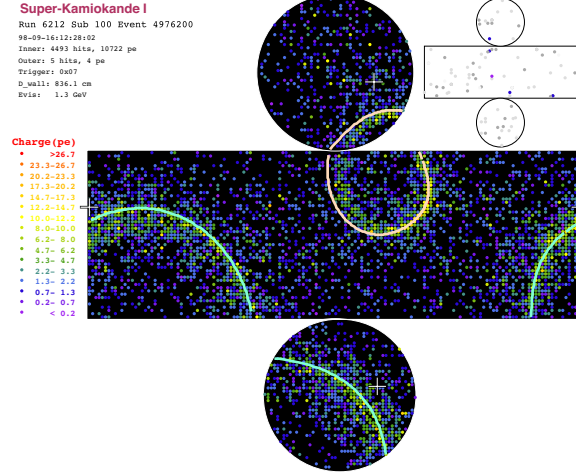 Super-Kamiokande I
Run 6212 Sub 100 Event 4976200
98-09-16:12:28:02
Inner: 4493 hits, 10722 pe
Outer: 5 hits, 4 pe
Trigger: 0x07
D_wall: 836.1 cm
Evis: 1.3 GeV
Charge(pe)
>26.7
23.3-26.7
20.2-23.3
17.3-20.2
14.7-17.3
12.2-14.7
10.0-12.2
8.0-10.0
6.2- 8.0
4.7- 6.2
3.3- 4.7
2.2- 3.3
1.3- 2.2
0.7- 1.3
0.2- 0.7
< 0.2